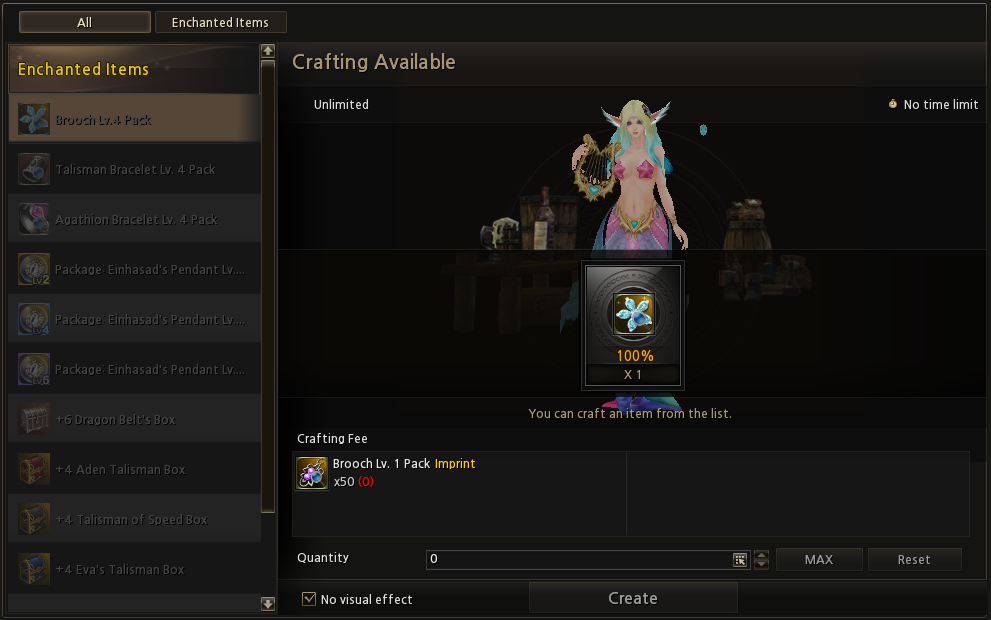 All
Enchanted Items
Enchanted Items
Brooch Lv.4 Pack
Talisman Bracelet Lv. 4 Pack
Agathion Bracelet Lv. 4 Pack
Lv2
Package: Einhasad's Pendant Lv....
Lv4
Package: Einhasad's Pendant Lv....
Lv5
Package: Einhasad's Pendant Lv....
+6 Dragon Belt's Box
+4 Aden Talisman Box
+4 Talisman of Speed Box
+4 Eva's Talisman Box
Crafting Available
Unlimited
No time limit
100%
X 1
You can craft an item from the list.
Crafting Fee
Brooch Lv. 1 Pack Imprint
x50 (0)
Quantity
0
MAX
Reset
No visual effect
Create